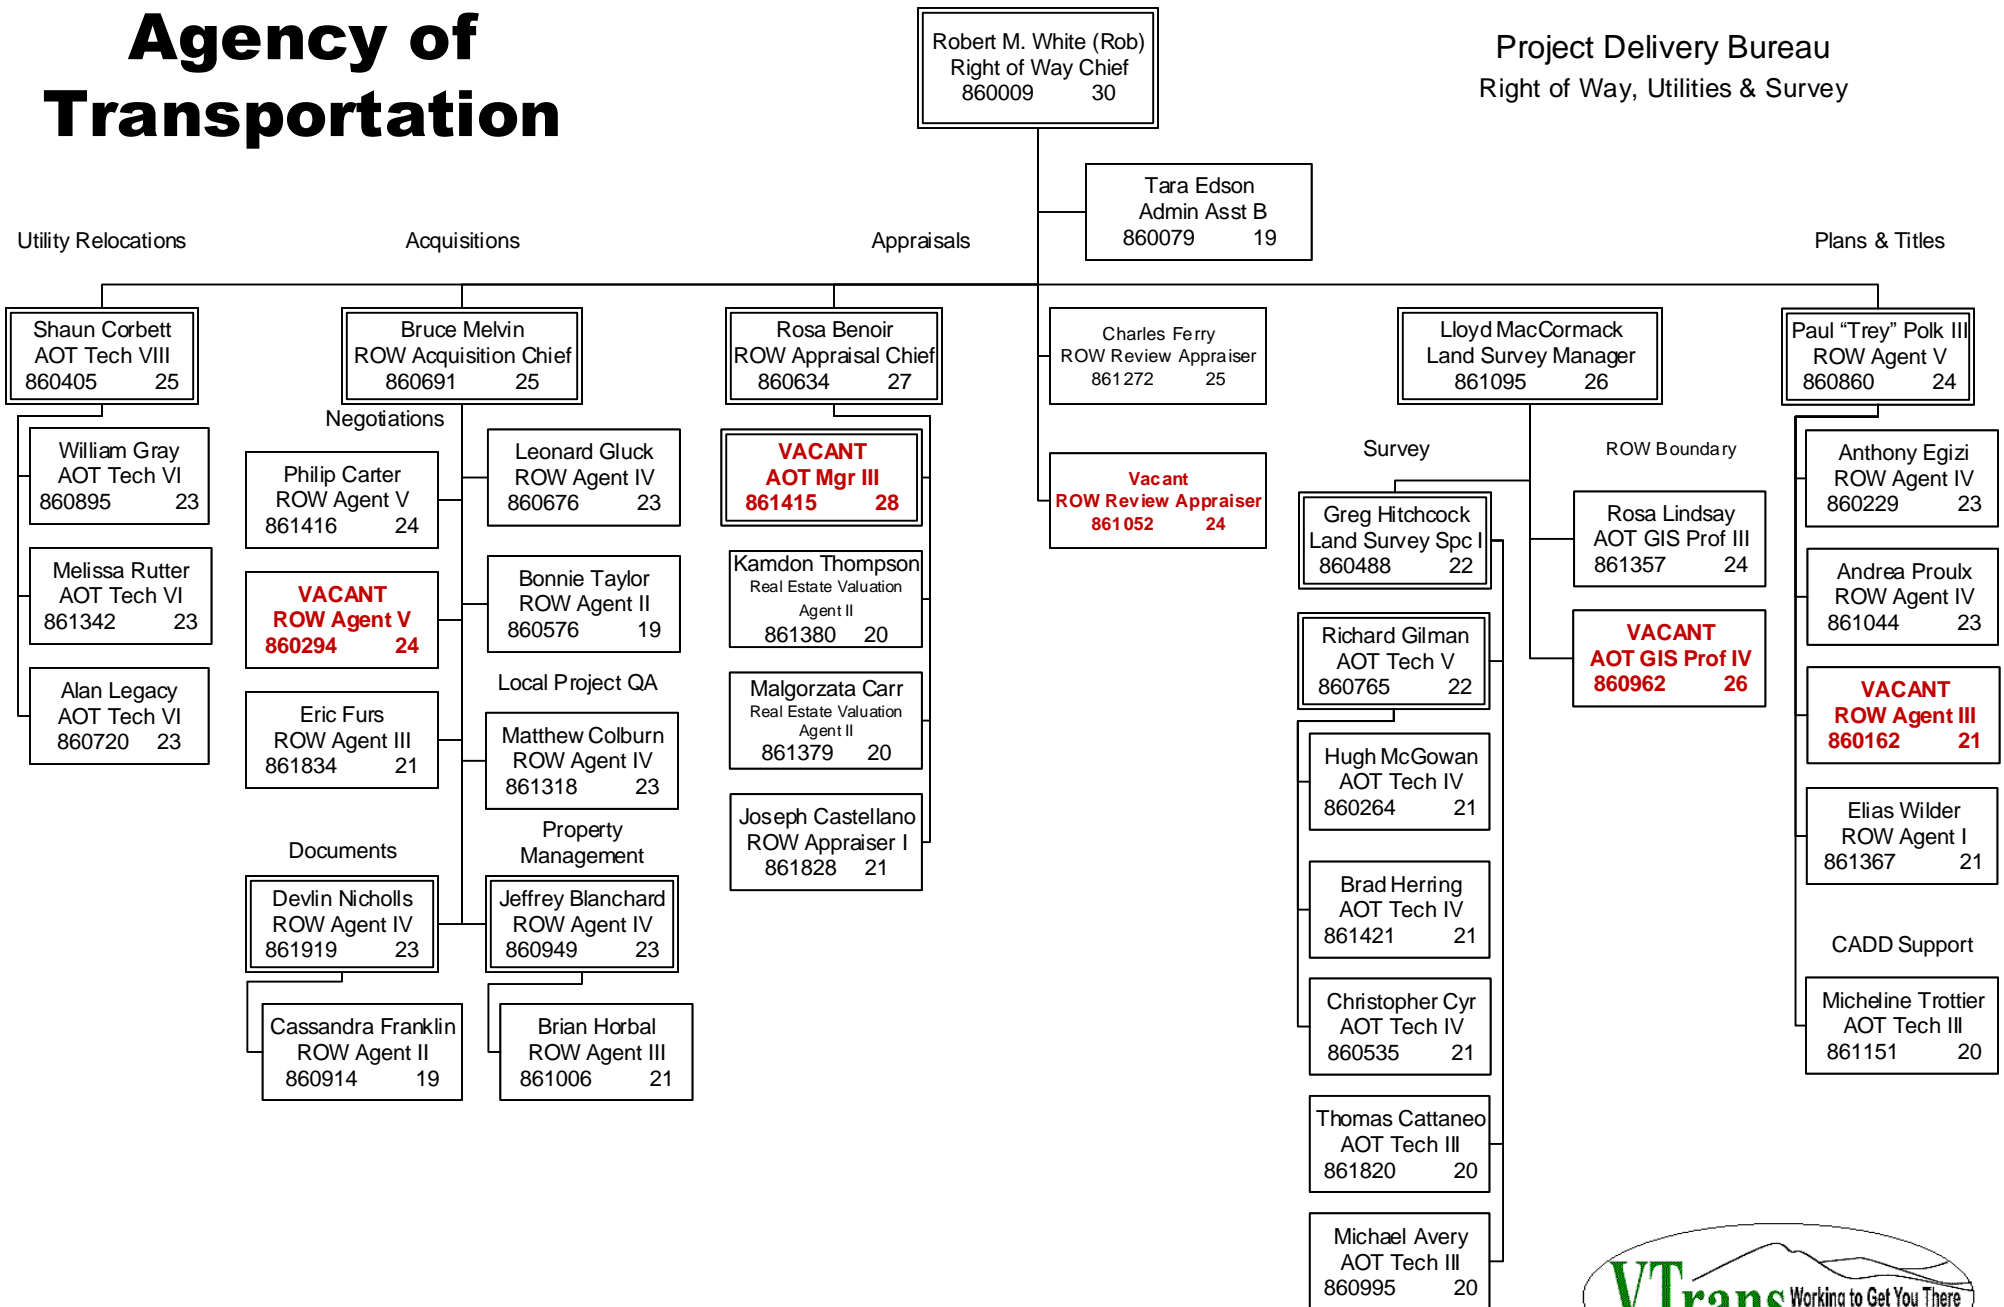 Agency of
Transportation
Project Delivery Bureau
Right of Way, Utilities & Survey
Robert M. White (Rob)
Right of Way Chief
860009 30
Tara Edson
Admin Asst B
860079 19
Utility Relocations
Acquisitions
Appraisals
Plans & Titles
Shaun Corbett
AOT Tech VIII
860405 25
William Gray
AOT Tech VI
860895 23
Melissa Rutter
AOT Tech VI
861342 23
Alan Legacy
AOT Tech VI
860720 23
Bruce Melvin
ROW Acquisition Chief
860691 25
Negotiations
Philip Carter
ROW Agent V
861416 24
VACANT
ROW Agent V
860294 24
Eric Furs
ROW Agent III
861834 21
Documents
Devlin Nicholls
ROW Agent IV
861919 23
Cassandra Franklin
ROW Agent II
860914 19
Leonard Gluck
ROW Agent IV
860676 23
Bonnie Taylor
ROW Agent II
860576 19
Local Project QA
Matthew Colburn
ROW Agent IV
861318 23
Property
Management
Jeffrey Blanchard
ROW Agent IV
860949 23
Brian Horbal
ROW Agent III
861006 21
Rosa Benoir
ROW Appraisal Chief
860634 27
VACANT
AOT Mgr III
861415 28
Kamdon Thompson
Real Estate Valuation
Agent II
861380 20
Malgorzata Carr
Real Estate Valuation
Agent II
861379 20
Joseph Castellano
ROW Appraiser I
861828 21
Charles Ferry
ROW Review Appraiser
861272 25
Vacant
ROW Review Appraiser
861052 24
Lloyd MacCormack
Land Survey Manager
861095 26
Survey
Greg Hitchcock
Land Survey Spc I
860488 22
Richard Gilman
AOT Tech V
860765 22
Hugh McGowan
AOT Tech IV
860264 21
Brad Herring
AOT Tech IV
861421 21
Christopher Cyr
AOT Tech IV
860535 21
Thomas Cattaneo
AOT Tech III
861820 20
Michael Avery
AOT Tech III
860995 20
ROW Boundary
Rosa Lindsay
AOT GIS Prof III
861357 24
VACANT
AOT GIS Prof IV
860962 26
Paul “Trey” Polk III
ROW Agent V
860860 24
Anthony Egizi
ROW Agent IV
860229 23
Andrea Proulx
ROW Agent IV
861044 23
VACANT
ROW Agent III
860162 21
Elias Wilder
ROW Agent I
861367 21
CADD Support
Micheline Trottier
AOT Tech III
861151 20
VTrans Working to Get You There